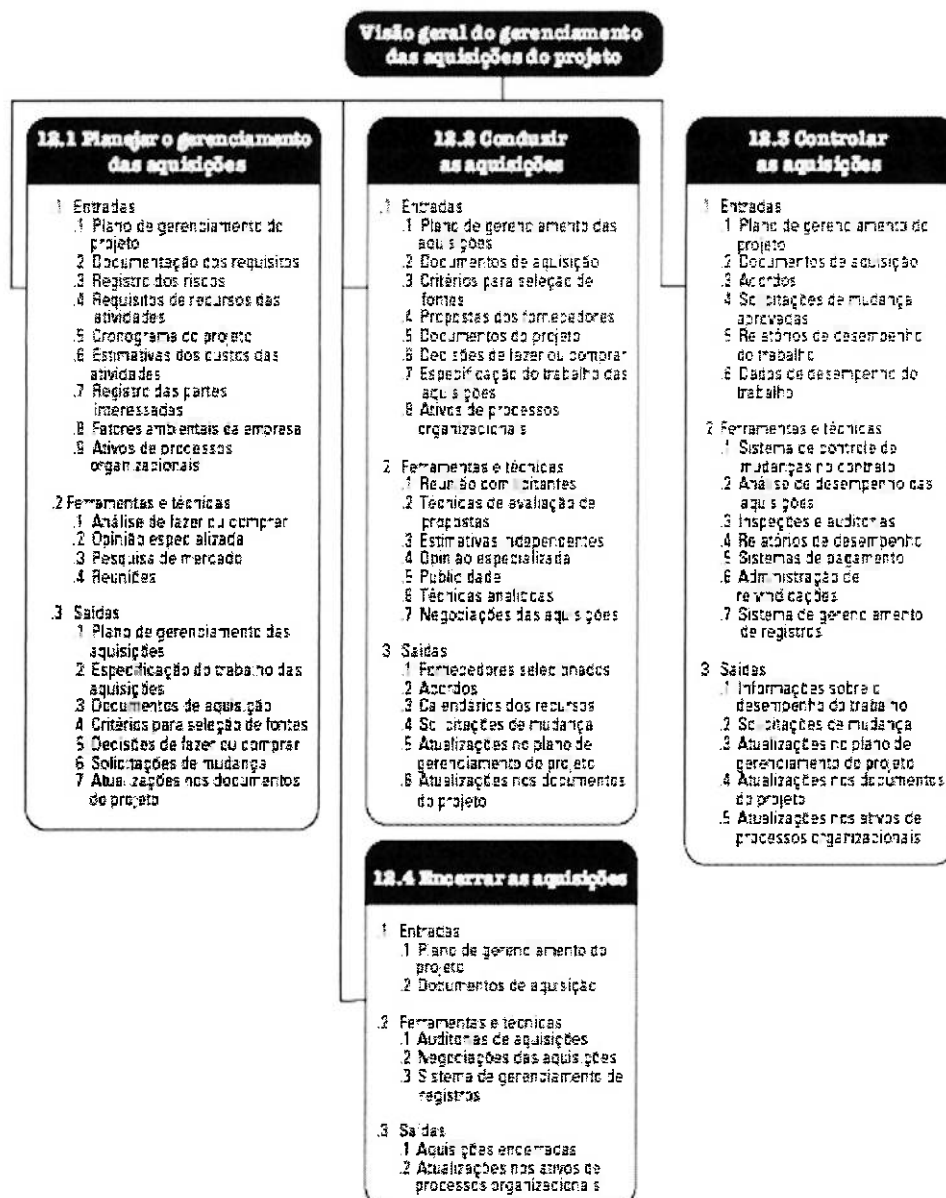 Visão geral do gerenciamento
das aquisições do projeto
12.1 Planejar o gerenciamento
das aquisições
.1 Entradas
.1 Plano de gerenciamento do
projeto
.2 Documentação dos requisitos
.3 Registro dos riscos
.4 Requisitos de recursos das
atividades
.5 Cronograma do projeto
.6 Estimativas dos custos das
atividades
.7 Registro das partes
interessadas
.8 Fatores ambientais da empresa
.9 Ativos de processos
organizacionais
.2 Ferramentas e técnicas
.1 Análise de fazer ou comprar
.2 Opinião especializada
.3 Pesquisa de mercado
.4 Reuniões
.3 Saídas
.1 Plano de gerenciamento das
aquisições
.2 Especificação do trabalho das
aquisições
.3 Documentos de aquisição
.4 Critérios para seleção de fontes
.5 Decisões de fazer ou comprar
.6 Solicitações de mudança
.7 Atualizações nos documentos
do projeto
12.2 Conduzir
as aquisições
.1 Entradas
.1 Plano de gerenciamento das
aquisições
.2 Documentos de aquisição
.3 Critérios para seleção de
fontes
.4 Propostas dos fornecedores
.5 Documentos do projeto
.6 Decisões de fazer ou comprar
.7 Especificação do trabalho das
aquisições
.8 Ativos de processos
organizacionais
.2 Ferramentas e técnicas
.1 Reunião com licitantes
.2 Técnicas de avaliação de
propostas
.3 Estimativas independentes
.4 Opinião especializada
.5 Publicidade
.6 Técnicas analíticas
.7 Negociações das aquisições
.3 Saídas
.1 Fornecedores selecionados
.2 Acordos
.3 Calendários dos recursos
.4 Solicitações de mudança
.5 Atualizações no plano de
gerenciamento do projeto
.6 Atualizações nos documentos
do projeto
12.3 Controlar
as aquisições
.1 Entradas
.1 Plano de gerenciamento do
projeto
.2 Documentos de aquisição
.3 Acordos
.4 Solicitações de mudança
aprovadas
.5 Relatórios de desempenho
do trabalho
.6 Dados de desempenho do
trabalho
.2 Ferramentas e técnicas
.1 Sistema de controle de
mudanças no contrato
.2 Análise de desempenho das
aquisições
.3 Inspeções e auditorias
.4 Relatórios de desempenho
.5 Sistemas de pagamento
.6 Administração de
reivindicações
.7 Sistema de gerenciamento
de registros
.3 Saídas
.1 Informações sobre o
desempenho do trabalho
.2 Solicitações de mudança
.3 Atualizações no plano de
gerenciamento do projeto
.4 Atualizações nos documentos
do projeto
.5 Atualizações nos ativos de
processos organizacionais
12.4 Encerrar as aquisições
.1 Entradas
.1 Plano de gerenciamento do
projeto
.2 Documentos de aquisição
.2 Ferramentas e técnicas
.1 Auditorias de aquisições
.2 Negociações das aquisições
.3 Sistema de gerenciamento de
registros
.3 Saídas
.1 Aquisições encerradas
.2 Atualizações nos ativos de
processos organizacionais